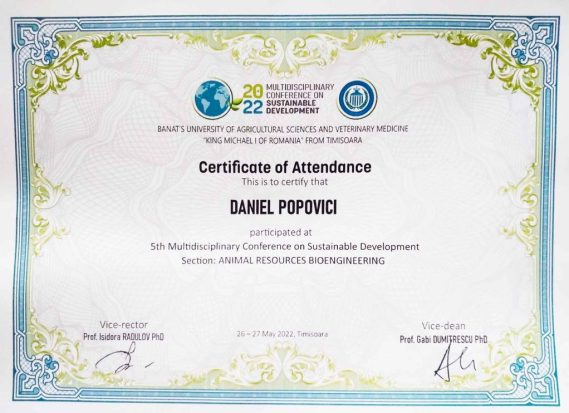 2022 MULTIDISCIPLINARY
CONFERENCE ON
SUSTAINABLE
DEVELOPMENT
BANAT'S UNIVERSITY OF AGRICULTURAL SCIENCES AND VETERINARY MEDICINE
"KING MICHAEL I OF ROMANIA" FROM TIMISOARA
Certificate of Attendance
This is to certify that
DANIEL POPOVICI
participated at
5th Multidisciplinary Conference on Sustainable Development
Section: ANIMAL RESOURCES BIOENGINEERING
Vice-rector
Prof. Isidora RADULOV PhD
26 – 27 May 2022, Timisoara
Vice-dean
Prof. Gabi DUMITRESCU PhD